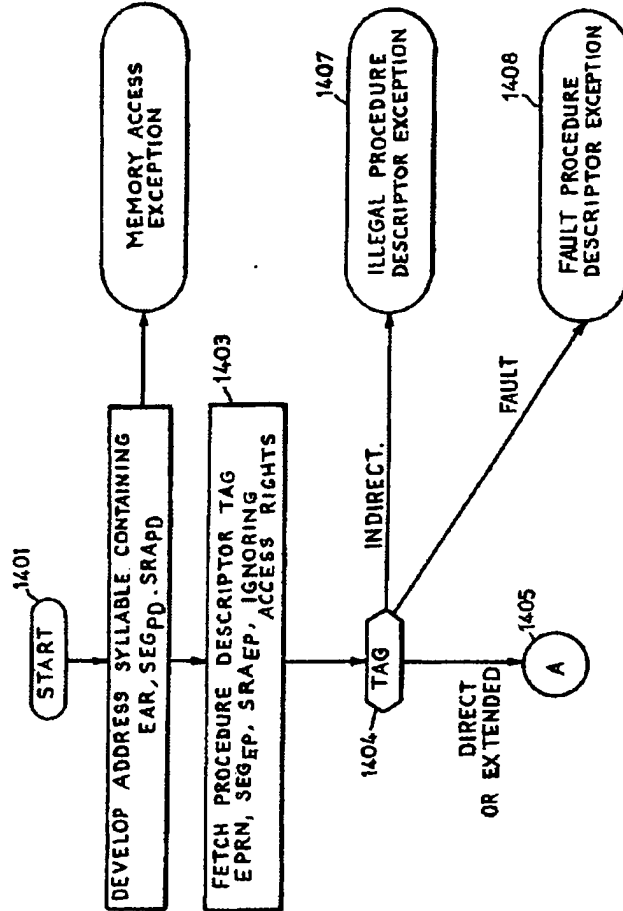 1401
START
DEVELOP ADDRESS SYLLABLE CONTAINING
EAR, SEGPD. SRAPD
MEMORY ACCESS
EXCEPTION
1403
FETCH PROCEDURE DESCRIPTOR TAG
EPRN, SEGEP, SRAEP, IGNORING
ACCESS RIGHTS
1404
TAG
INDIRECT.
1407
ILLEGAL PROCEDURE
DESCRIPTOR EXCEPTION
FAULT
1408
FAULT PROCEDURE
DESCRIPTOR EXCEPTION
DIRECT
OR EXTENDED
1405
A